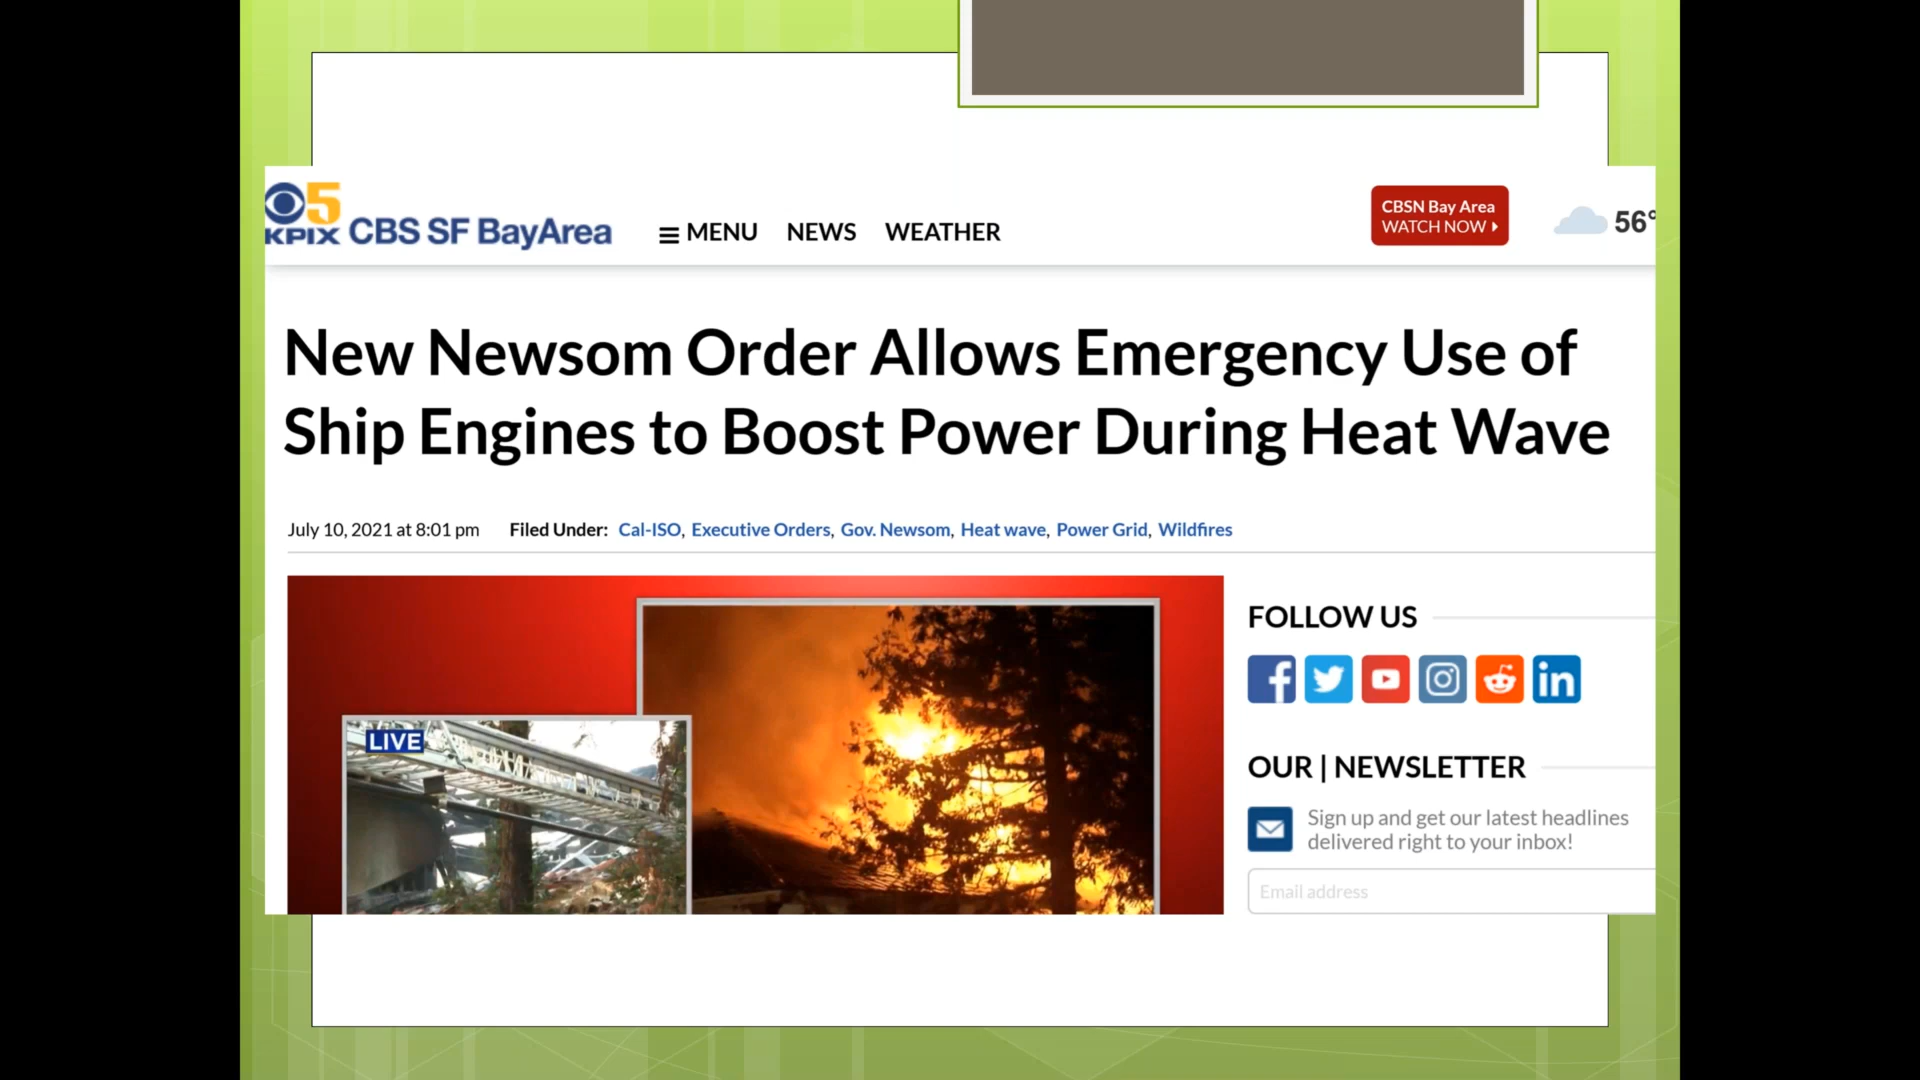 5
KPIX CBS SF BayArea
MENU NEWS WEATHER
CBSN Bay Area
WATCH NOW
56°
New Newsom Order Allows Emergency Use of
Ship Engines to Boost Power During Heat Wave
July 10, 2021 at 8:01 pm Filed Under: Cal-ISO, Executive Orders, Gov. Newsom, Heat wave, Power Grid, Wildfires
LIVE
FOLLOW US
OUR | NEWSLETTER
Sign up and get our latest headlines
delivered right to your inbox!
Email address